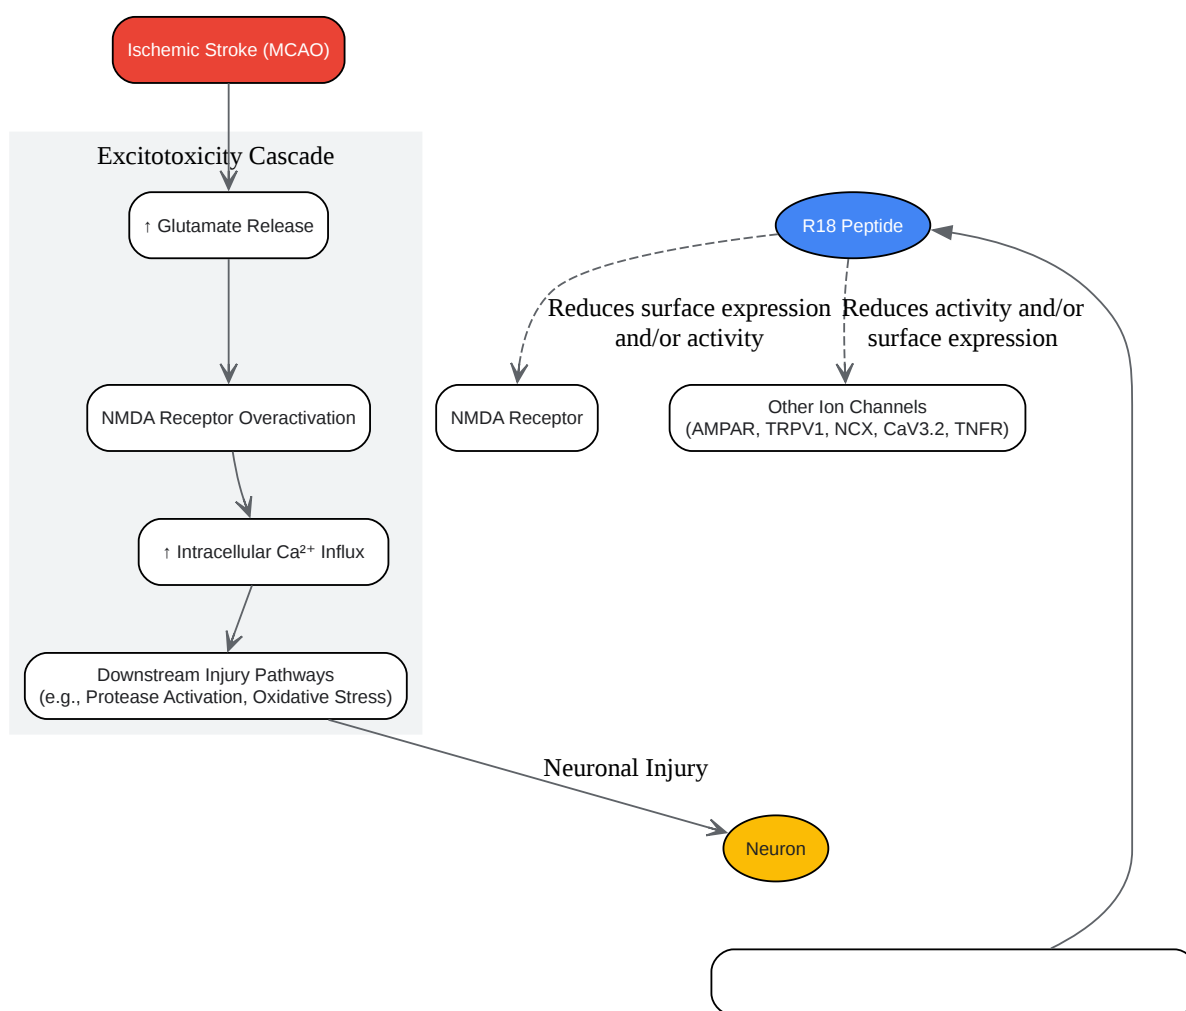 Ischemic Stroke (MCAO)
Excitotoxicity Cascade
↑ Glutamate Release
R18 Peptide
Reduces surface expression
and/or activity
Reduces activity and/or
surface expression
NMDA Receptor Overactivation
NMDA Receptor
Other Ion Channels
(AMPAR, TRPV1, NCX, CaV3.2, TNFR)
↑ Intracellular Ca²⁺ Influx
Downstream Injury Pathways
(e.g., Protease Activation, Oxidative Stress)
Neuronal Injury
Neuron